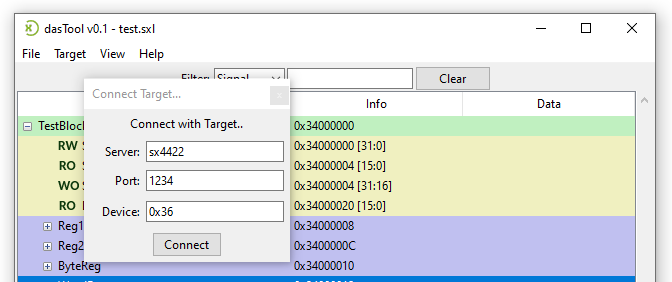 dasTool v0.1 - test.sxl
File Target View Help
Signal Clear
Connect Target...
Info Data
Connect with Target..
TestBlock 0x34000000
Server: sx4422
RW 0x34000000 [31:0]
RO 0x34000004 [15:0]
Port: 1234
WO 0x34000004 [31:16]
RO 0x34000020 [15:0]
Device: 0x36
Reg1 0x34000008
Reg2 0x3400000C
Connect
ByteReg 0x34000010